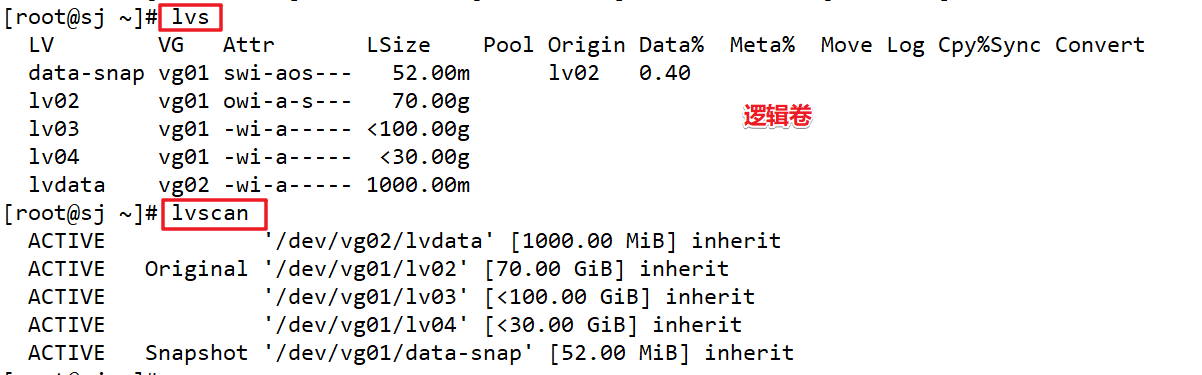 [root@sj ~]# lvs
LV VG Attr LSize Pool Origin Data% Meta% Move Log Cpy%Sync Convert
data-snap vg01 swi-aos--- 52.00m lv02 0.40
lv02 vg01 owi-a-s--- 70.00g
逻辑卷
lv03 vg01 -wi-a----- <100.00g
lv04 vg01 -wi-a----- <30.00g
lvdata vg02 -wi-a----- 1000.00m
[root@sj ~]# lvscan
ACTIVE '/dev/vg02/lvdata' [1000.00 MiB] inherit
ACTIVE Original '/dev/vg01/lv02' [70.00 GiB] inherit
ACTIVE '/dev/vg01/lv03' [<100.00 GiB] inherit
ACTIVE '/dev/vg01/lv04' [<30.00 GiB] inherit
ACTIVE Snapshot '/dev/vg01/data-snap' [52.00 MiB] inherit